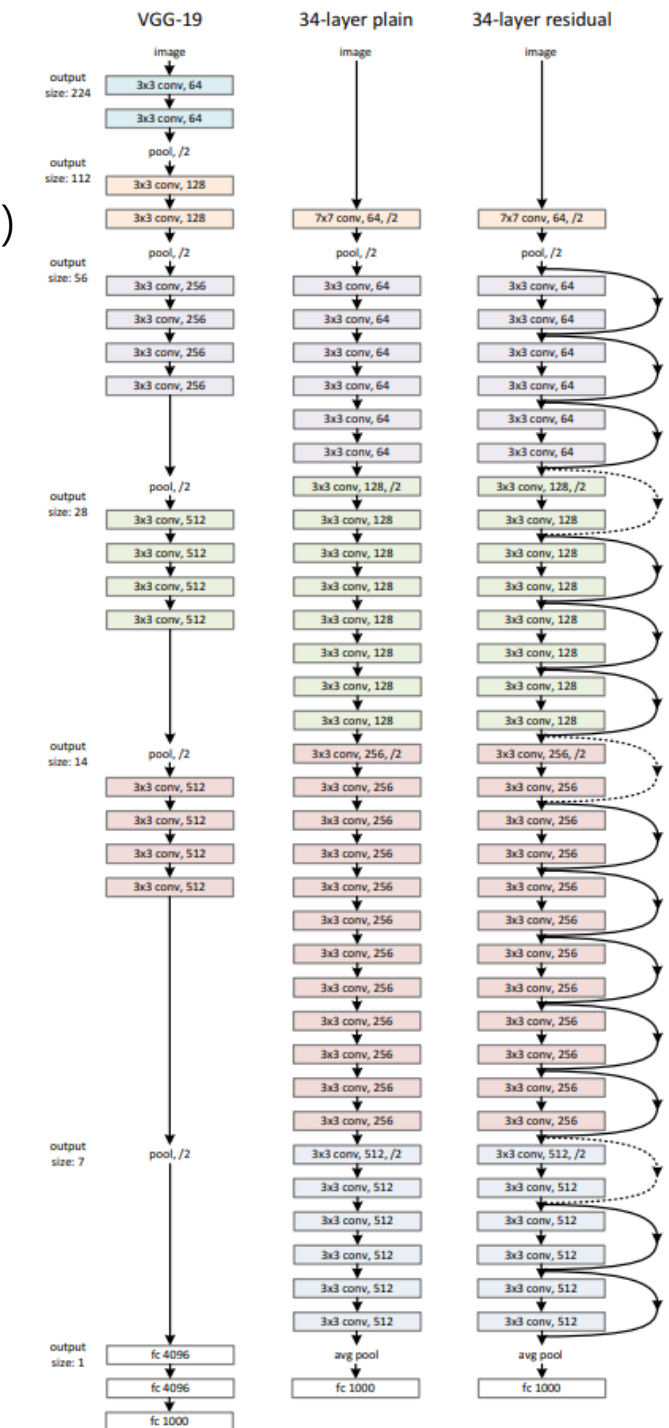 VGG-19 34-layer plain 34-layer residual
image image image
output
size: 224
3x3 conv, 64
3x3 conv, 64
pool, /2
output
size: 112
3x3 conv, 128
)
3x3 conv, 128 7x7 conv, 64, /2 7x7 conv, 64, /2
pool, /2 pool, /2 pool, /2
output
size: 56
3x3 conv, 256 3x3 conv, 64 3x3 conv, 64
3x3 conv, 256 3x3 conv, 64 3x3 conv, 64
3x3 conv, 256 3x3 conv, 64 3x3 conv, 64
3x3 conv, 256 3x3 conv, 64 3x3 conv, 64
3x3 conv, 64 3x3 conv, 64
3x3 conv, 64 3x3 conv, 64
pool, /2 3x3 conv, 128, /2 3x3 conv, 128, /2
output
size: 28
3x3 conv, 512 3x3 conv, 128 3x3 conv, 128
3x3 conv, 512 3x3 conv, 128 3x3 conv, 128
3x3 conv, 512 3x3 conv, 128 3x3 conv, 128
3x3 conv, 512 3x3 conv, 128 3x3 conv, 128
3x3 conv, 128 3x3 conv, 128
3x3 conv, 128 3x3 conv, 128
3x3 conv, 128 3x3 conv, 128
output
size: 14
pool, /2 3x3 conv, 256, /2 3x3 conv, 256, /2
3x3 conv, 512 3x3 conv, 256 3x3 conv, 256
3x3 conv, 512 3x3 conv, 256 3x3 conv, 256
3x3 conv, 512 3x3 conv, 256 3x3 conv, 256
3x3 conv, 512 3x3 conv, 256 3x3 conv, 256
3x3 conv, 256 3x3 conv, 256
3x3 conv, 256 3x3 conv, 256
3x3 conv, 256 3x3 conv, 256
3x3 conv, 256 3x3 conv, 256
3x3 conv, 256 3x3 conv, 256
3x3 conv, 256 3x3 conv, 256
3x3 conv, 256 3x3 conv, 256
output
size: 7
pool, /2 3x3 conv, 512, /2 3x3 conv, 512, /2
3x3 conv, 512 3x3 conv, 512
3x3 conv, 512 3x3 conv, 512
3x3 conv, 512 3x3 conv, 512
3x3 conv, 512 3x3 conv, 512
3x3 conv, 512 3x3 conv, 512
output
size: 1
fc 4096 avg pool avg pool
fc 4096 fc 1000 fc 1000
fc 1000